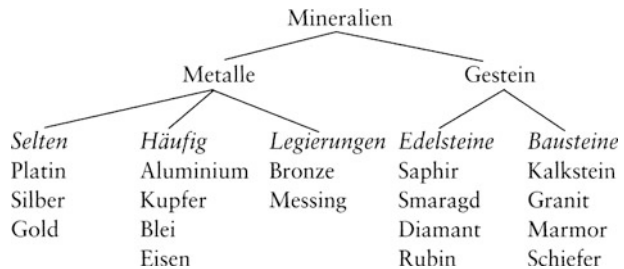 Mineralien
Metalle Gestein
Selten Häufig Legierungen Edelsteine Bausteine
Platin Aluminium Bronze Saphir Kalkstein
Silber Kupfer Messing Smaragd Granit
Gold Blei Diamant Marmor
Eisen Rubin Schiefer